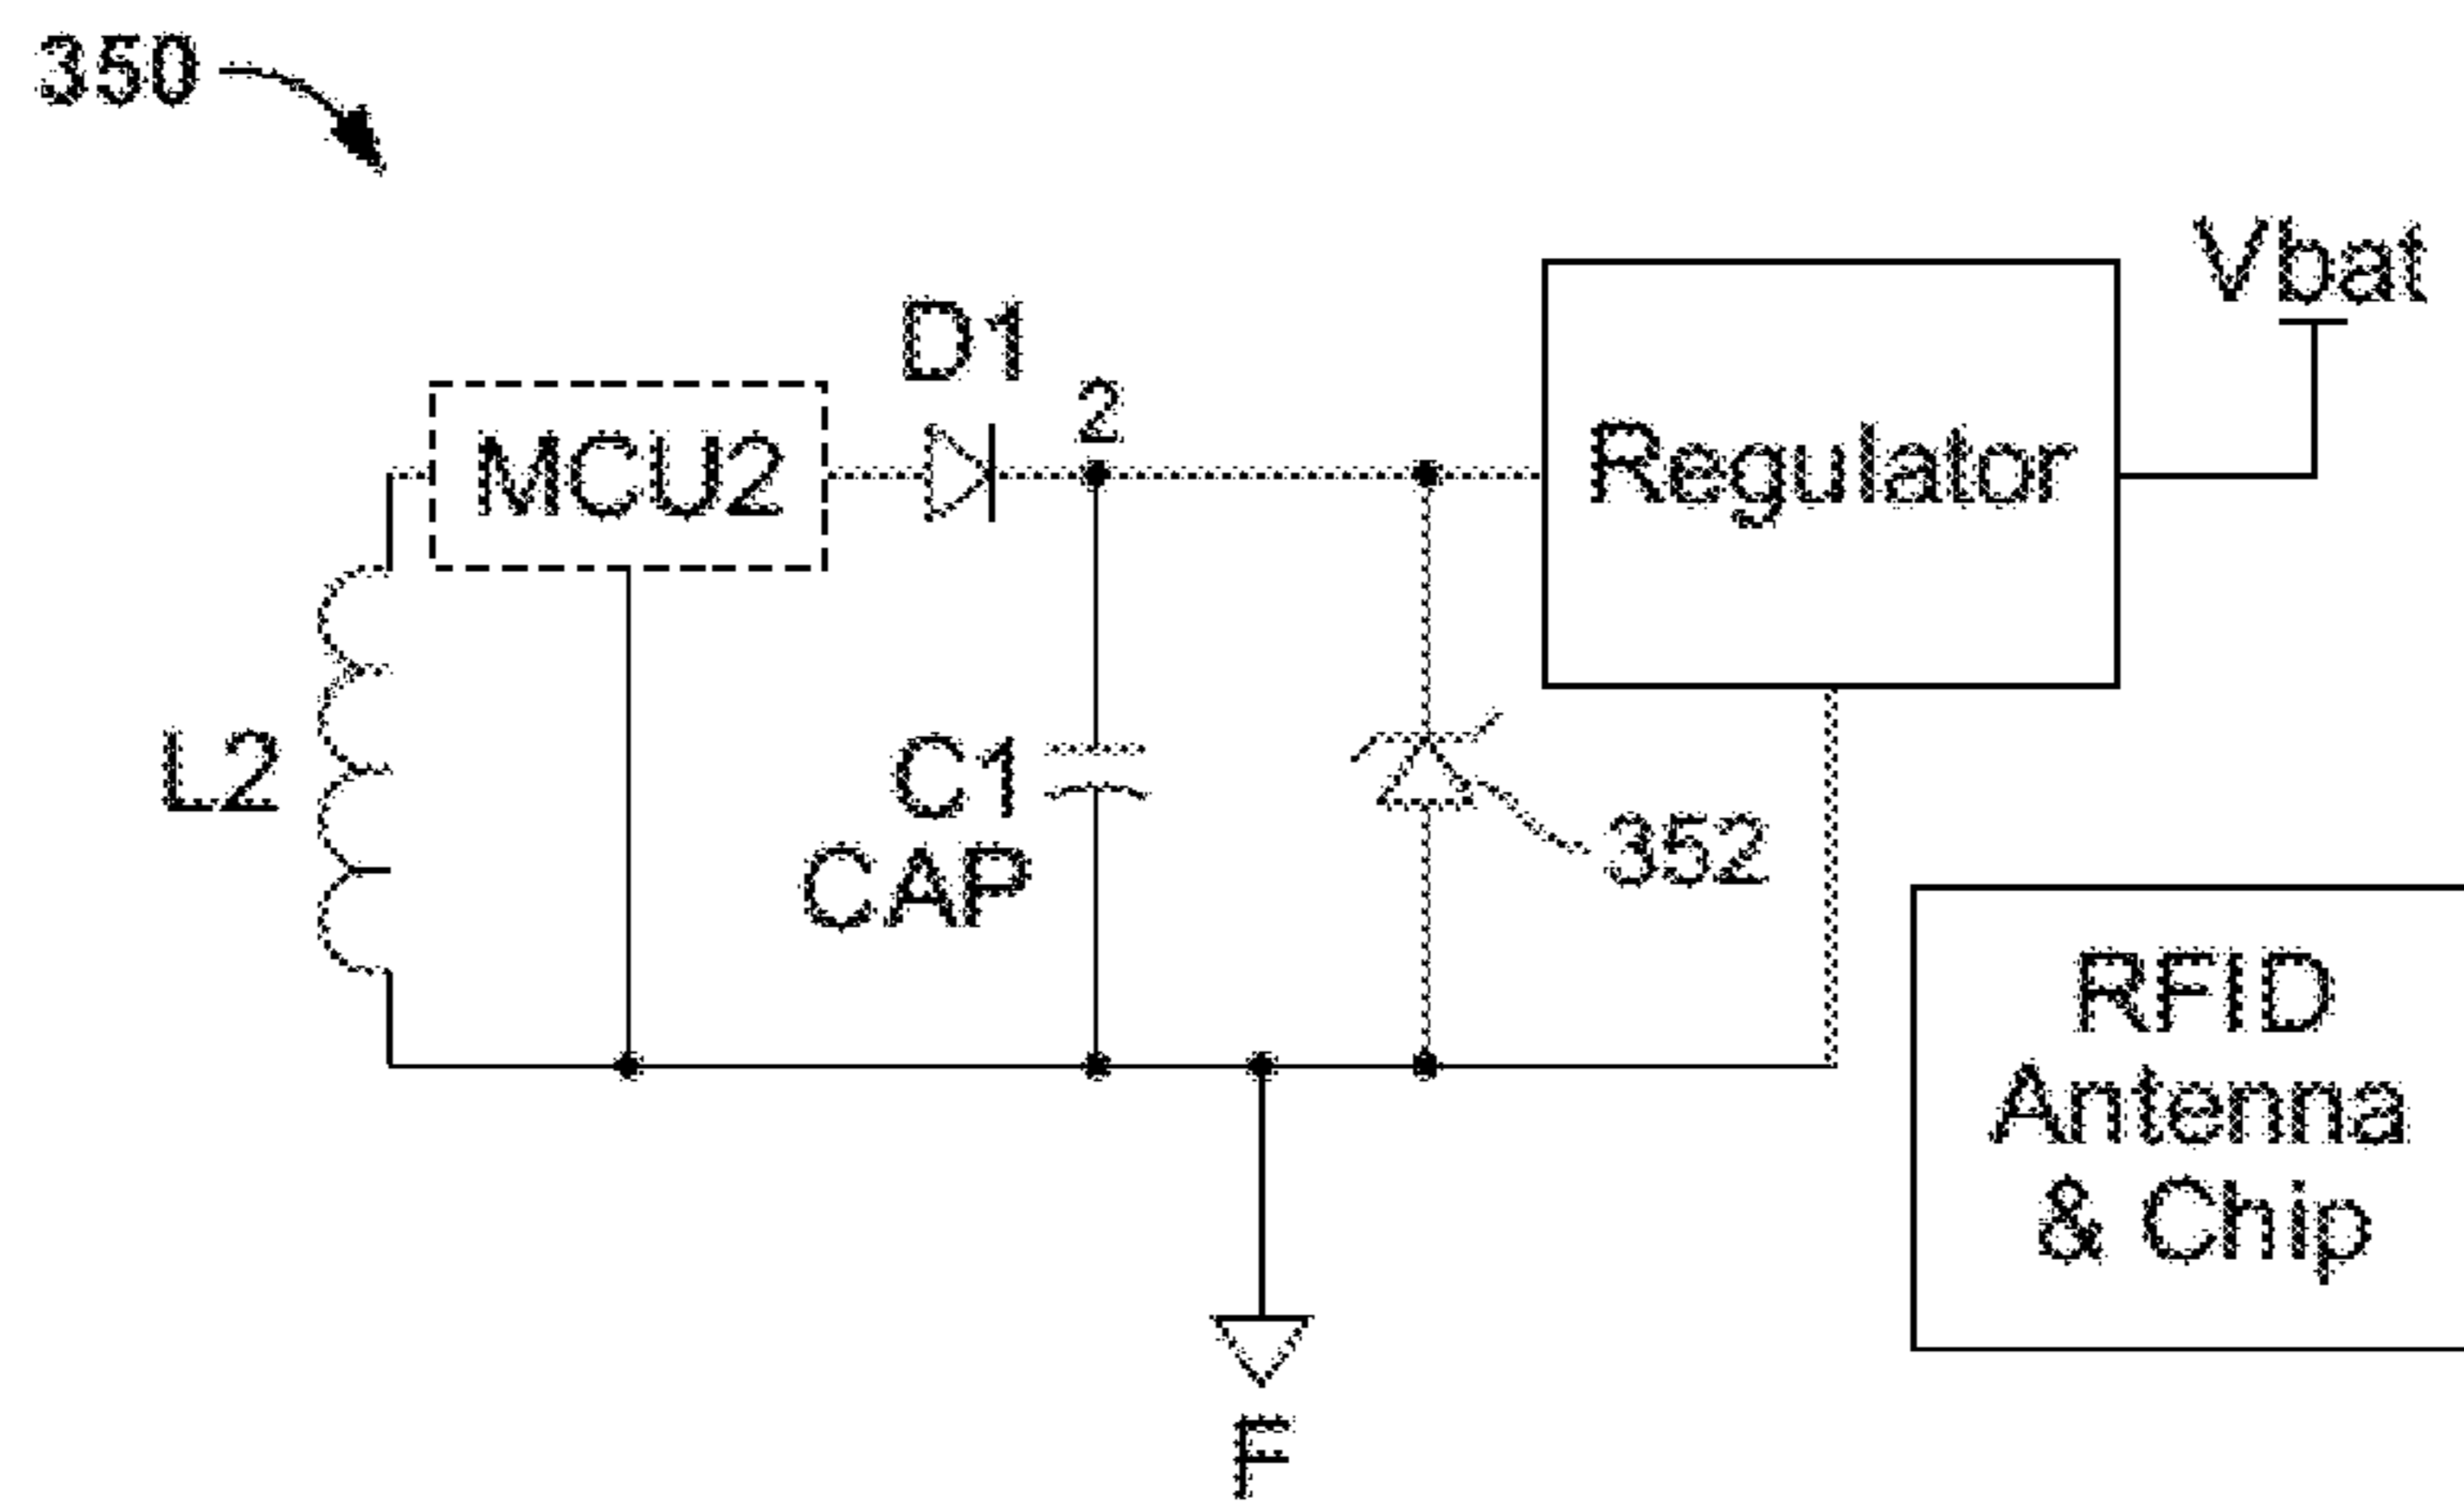 350
Vbat
D1
2
MCU2
Regulator
L2
C1
CAP
352
RFID
Antenna
& Chip
F